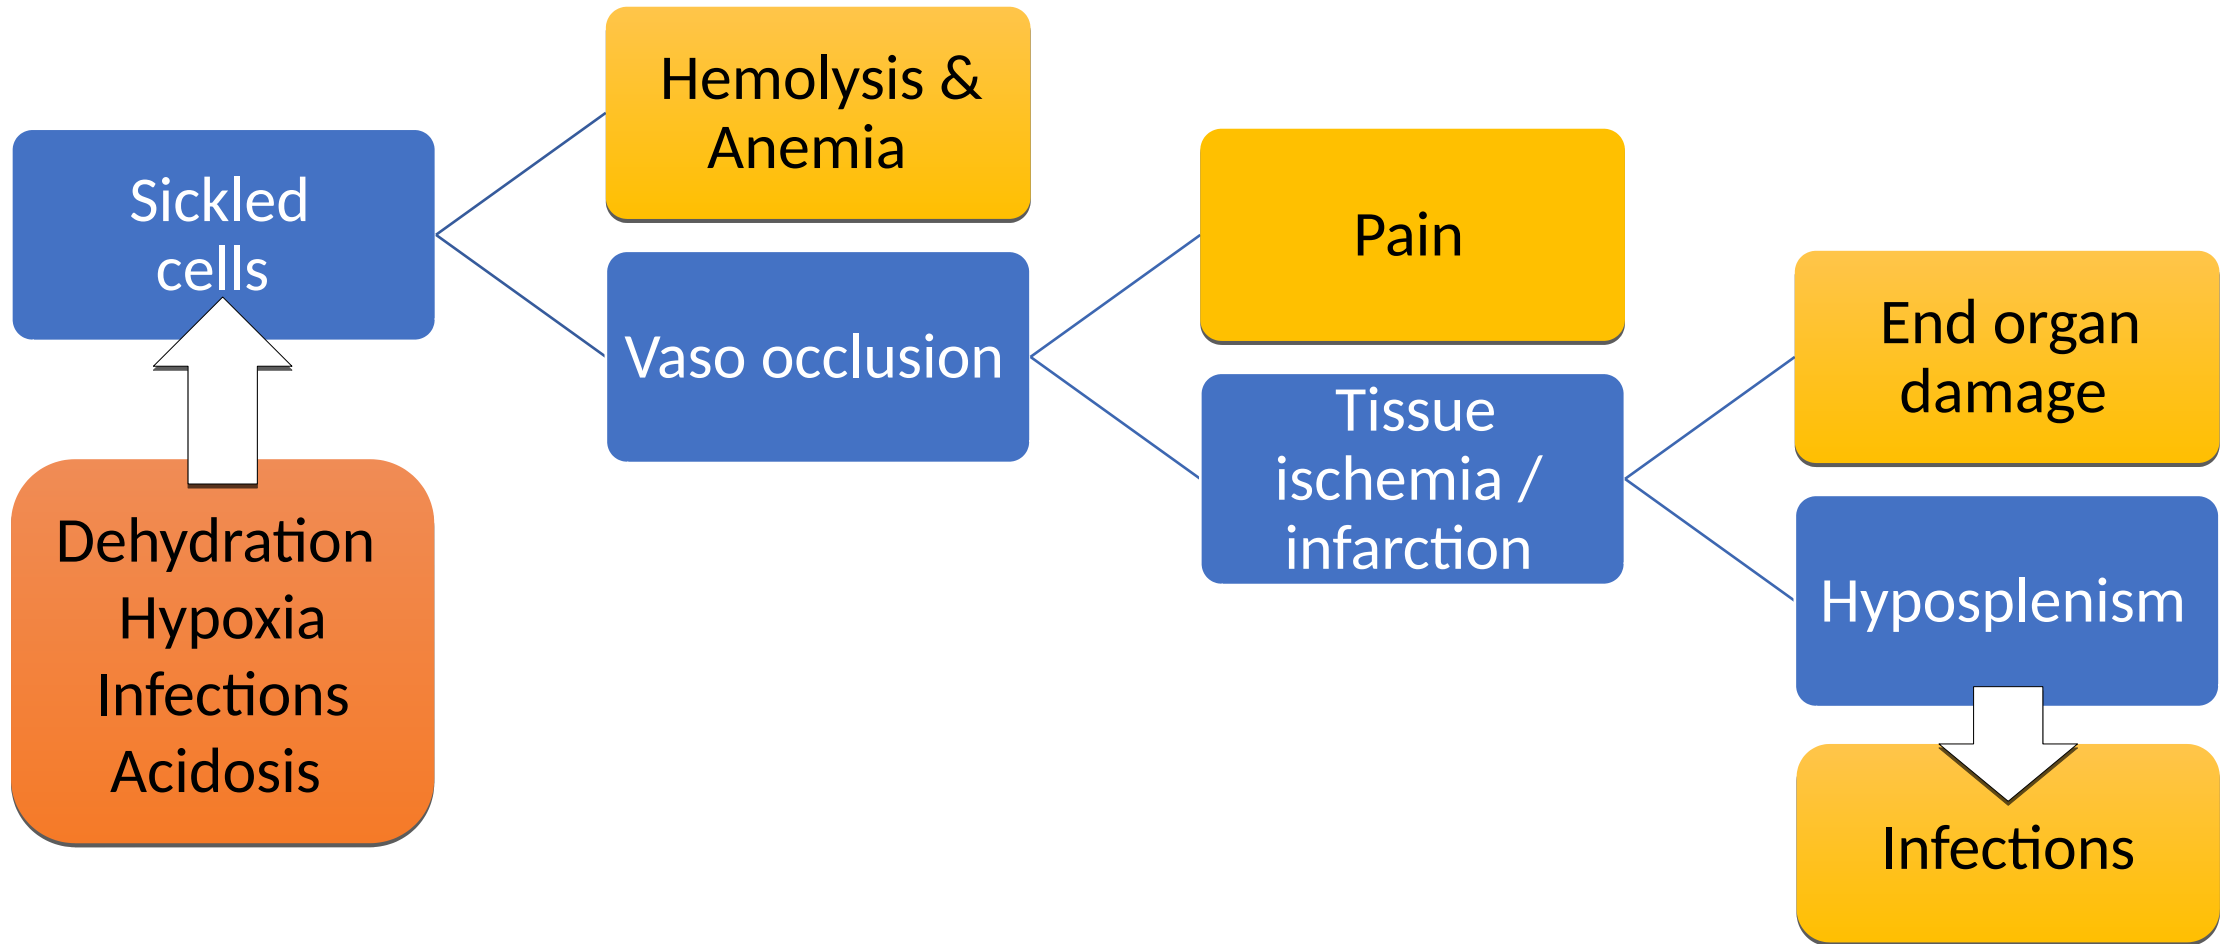 Hemolysis &
Anemia
Sickled
cells
Vaso occlusion
Pain
Tissue
ischemia /
infarction
End organ
damage
Hyposplenism
Infections
Dehydration
Hypoxia
Infections
Acidosis